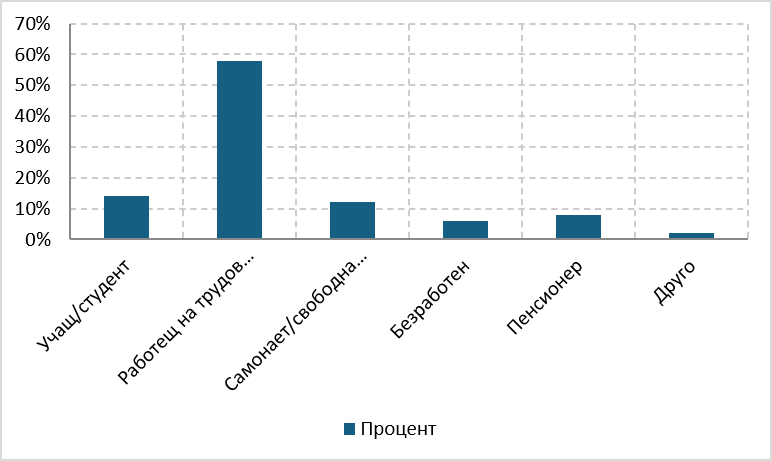 70%
60%
50%
40%
30%
20%
10%
0%
Учащ/студент
Работещ на трудов...
Самонает/свободна...
Безработен
Пенсионер
Друго
Процент